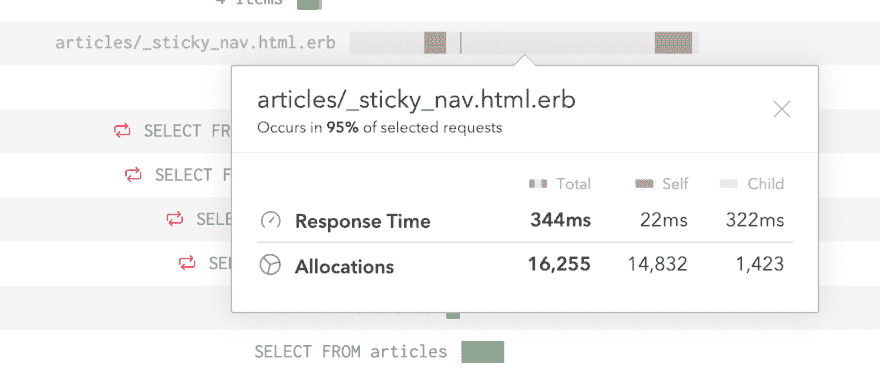 4 items
articles/_sticky_nav.html.erb
articles/_sticky_nav.html.erb
Occurs in 95% of selected requests
SELECT FR
Total Self Child
SELECT F
Response Time 344ms 22ms 322ms
SELE
Allocations 16,255 14,832 1,423
SEL
SELECT FROM articles